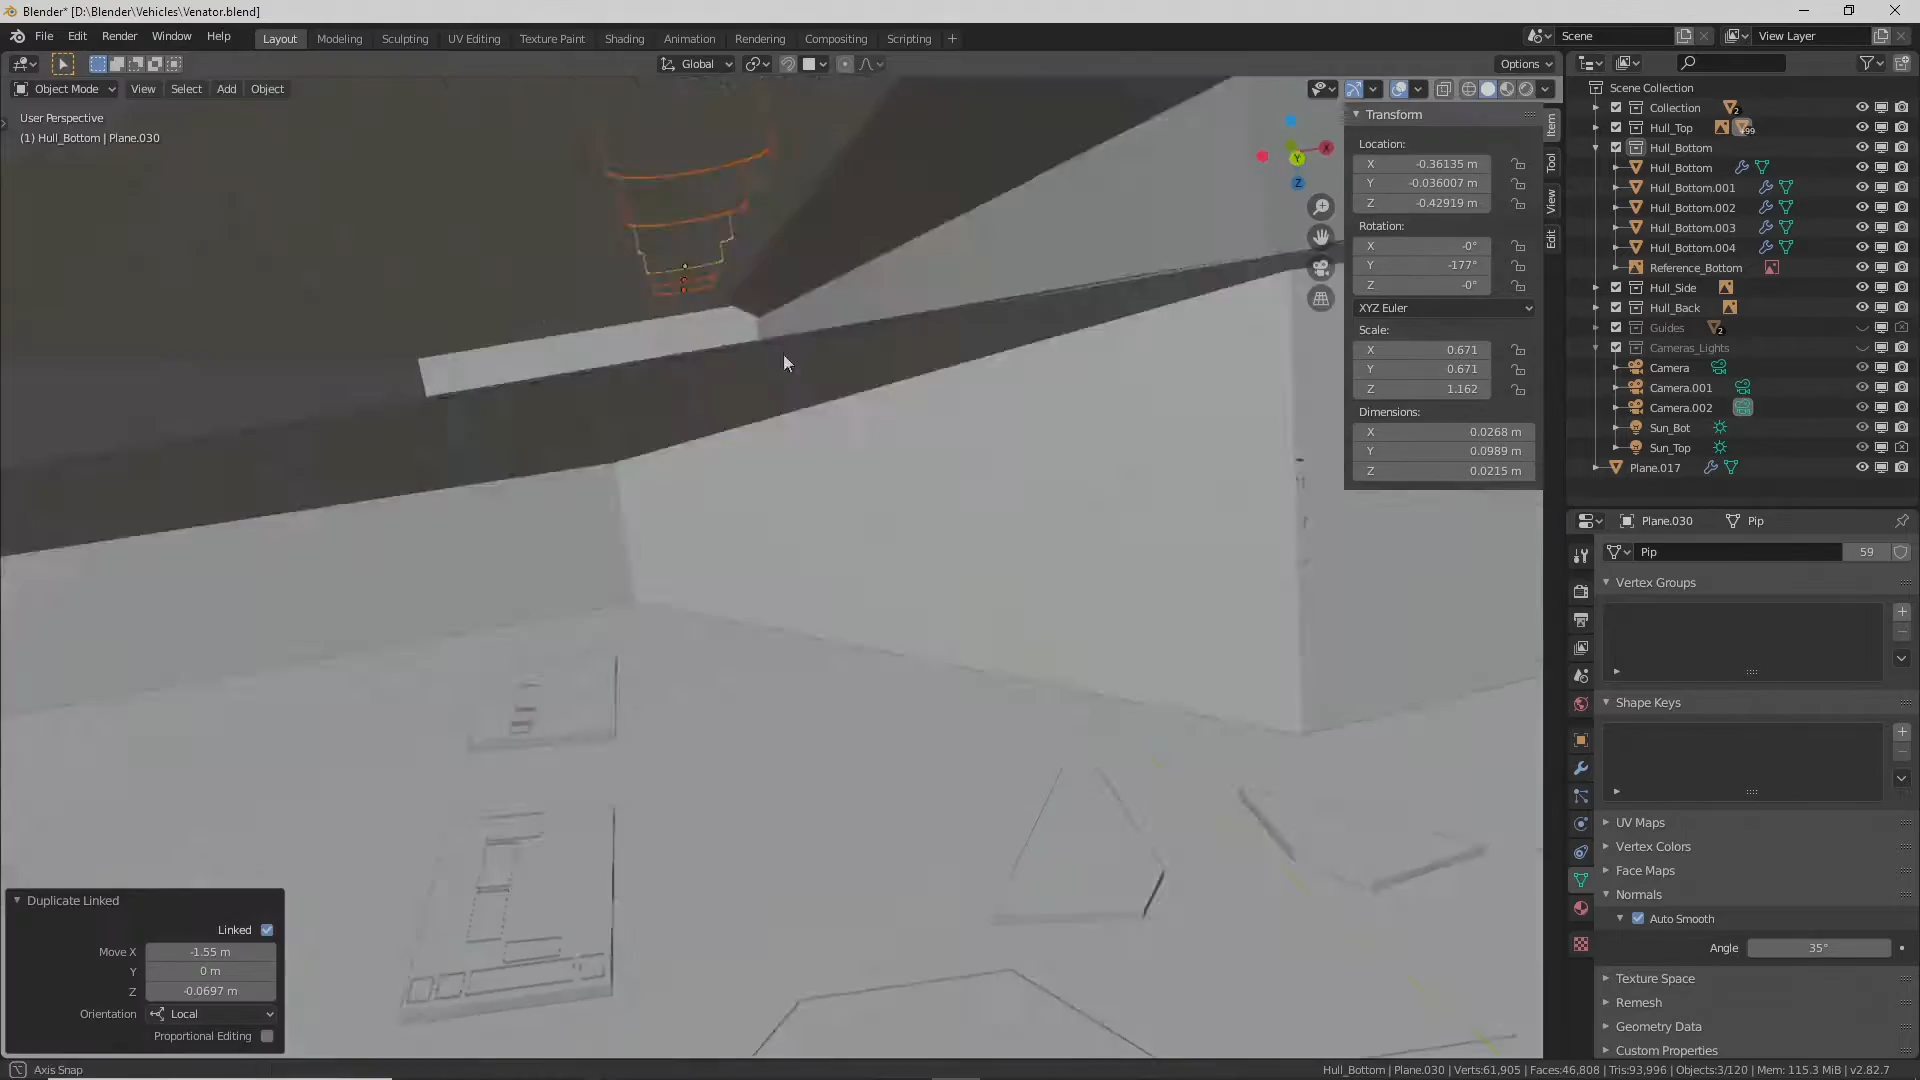 Blender* [D:\Blender\Vehicles\Venator.blend]
File Edit Render Window Help
Layout Modeling Sculpting UV Editing Texture Paint Shading Animation Rendering Compositing Scripting +
Scene
View Layer
Global
Options
Object Mode View Select Add Object
User Perspective
(1) Hull_Bottom | Plane.030
X
Y
Z
Item
Tool
View
Edit
Transform
Location:
X -0.36135 m
Y -0.036007 m
Z -0.42919 m
Rotation:
X -0°
Y -177°
Z -0°
XYZ Euler
Scale:
X 0.671
Y 0.671
Z 1.162
Dimensions:
X 0.0268 m
Y 0.0989 m
Z 0.0215 m
Scene Collection
Collection 2
Hull_Top +99
Hull_Bottom
Hull_Bottom
Hull_Bottom.001
Hull_Bottom.002
Hull_Bottom.003
Hull_Bottom.004
Reference_Bottom
Hull_Side
Hull_Back
Guides 2
Cameras_Lights
Camera
Camera.001
Camera.002
Sun_Bot
Sun_Top
Plane.017
Plane.030 Pip
Pip 59
Vertex Groups
Shape Keys
UV Maps
Vertex Colors
Face Maps
Normals
Auto Smooth
Angle 35°
Texture Space
Remesh
Geometry Data
Custom Properties
Duplicate Linked
Linked
Move X -1.55 m
Y 0 m
Z -0.0697 m
Orientation Local
Proportional Editing
Axis Snap
Hull_Bottom | Plane.030 | Verts:61,905 | Faces:46,808 | Tris:93,996 | Objects:3/120 | Mem: 115.3 MiB | v2.82.7